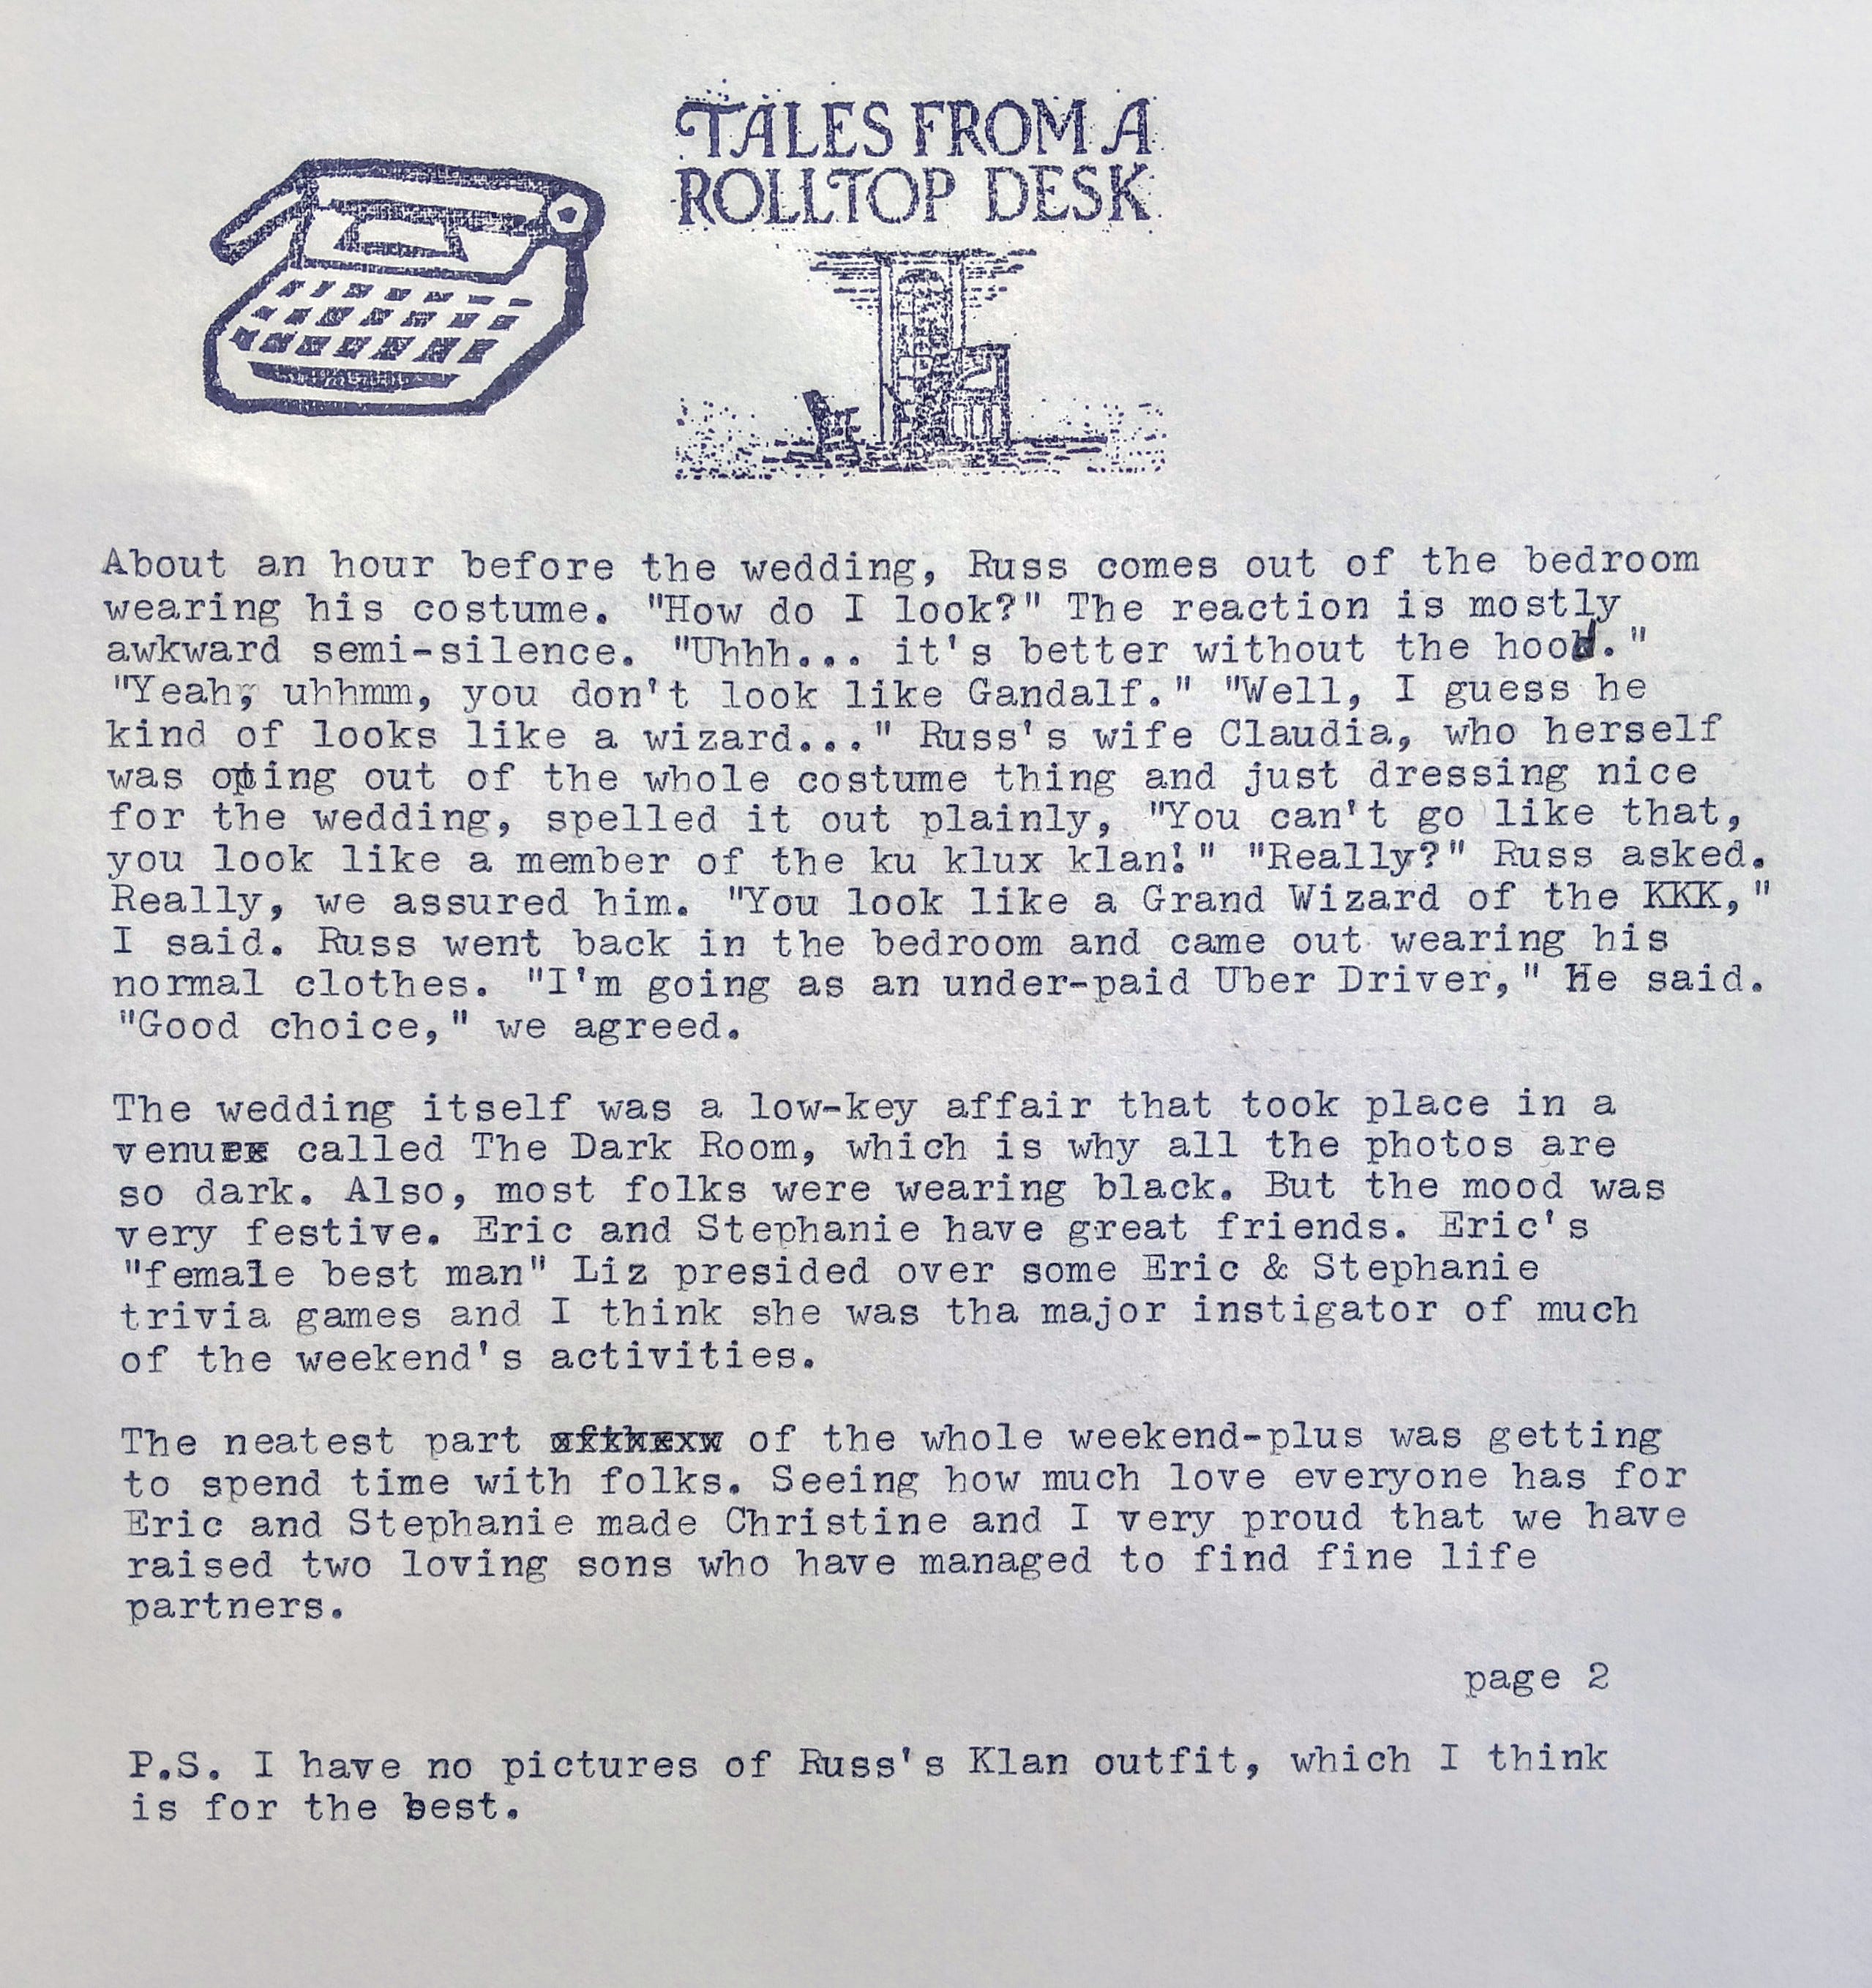 TALES FROM A
ROLLTOP DESK
About an hour before the wedding, Russ comes out of the bedroom
wearing his costume. "How do I look?" The reaction is mostly
awkward semi-silence. "Uhhh... it's better without the hood."
"Yeah, uhhmm, you don't look like Gandalf." "Well, I guess he
kind of looks like a wizard..." Russ's wife Claudia, who herself
was opting out of the whole costume thing and just dressing nice
for the wedding, spelled it out plainly, "You can't go like that,
you look like a member of the ku klux klan!" "Really?" Russ asked.
Really, we assured him. "You look like a Grand Wizard of the KKK,"
I said. Russ went back in the bedroom and came out wearing his
normal clothes. "I'm going as an under-paid Uber Driver," He said.
"Good choice," we agreed.
The wedding itself was a low-key affair that took place in a
venue called The Dark Room, which is why all the photos are
so dark. Also, most folks were wearing black. But the mood was
very festive. Eric and Stephanie have great friends. Eric's
"female best man" Liz presided over some Eric & Stephanie
trivia games and I think she was tha major instigator of much
of the weekend's activities.
The neatest part of the whole weekend-plus was getting
to spend time with folks. Seeing how much love everyone has for
Eric and Stephanie made Christine and I very proud that we have
raised two loving sons who have managed to find fine life
partners.
page 2
P.S. I have no pictures of Russ's Klan outfit, which I think
is for the best.